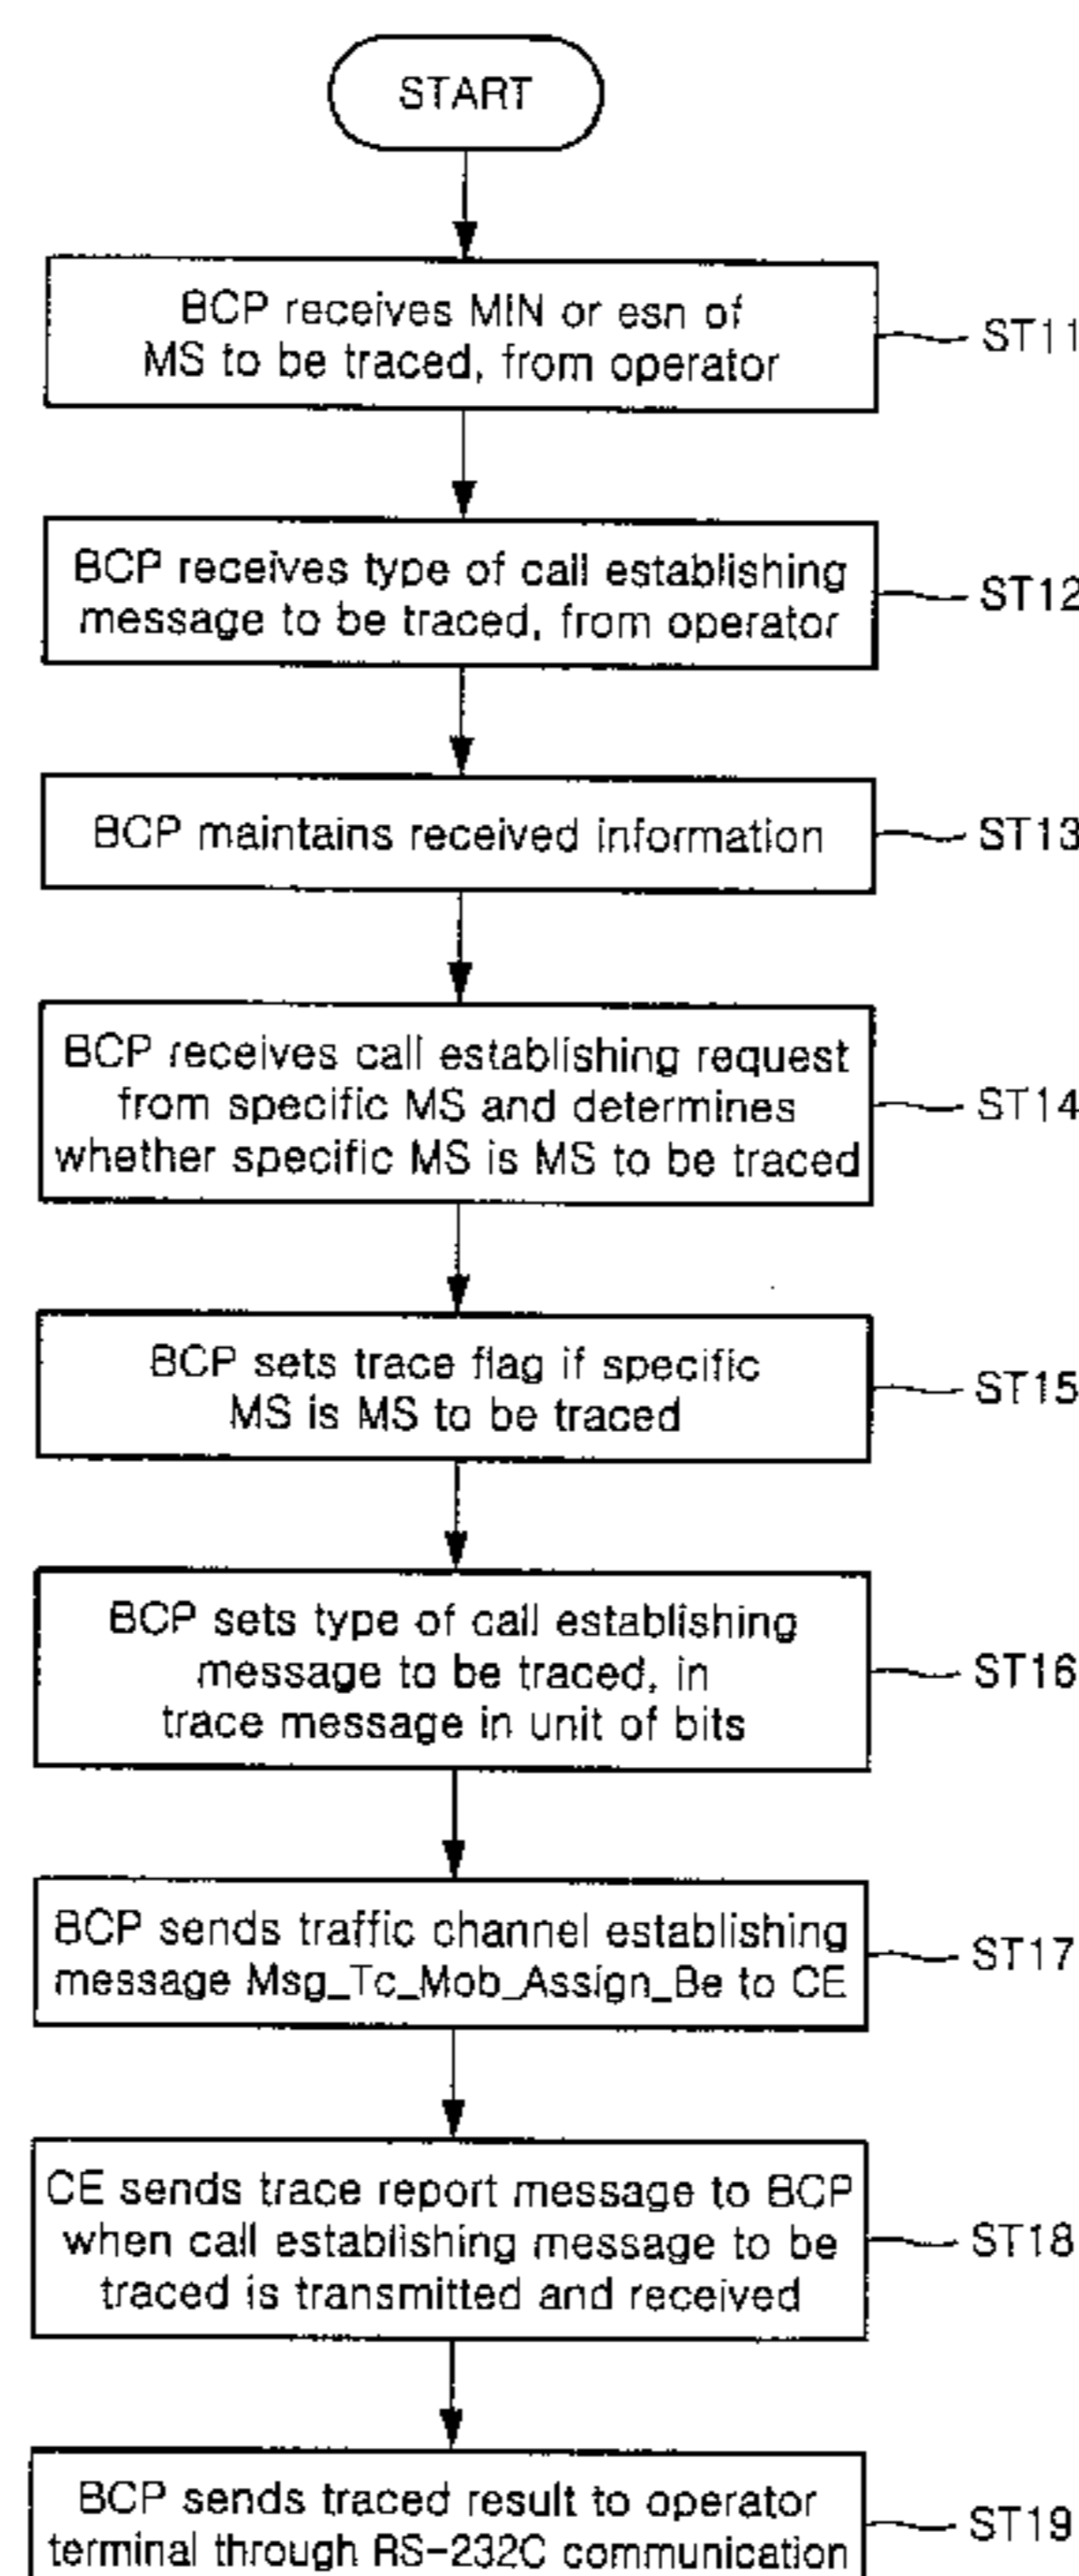 START
BCP receives MIN or esn of
MS to be traced, from operator
ST11
BCP receives type of call establishing
message to be traced, from operator
ST12
BCP maintains received information
ST13
BCP receives call establishing request
from specific MS and determines
whether specific MS is MS to be traced
ST14
BCP sets trace flag if specific
MS is MS to be traced
ST15
BCP sets type of call establishing
message to be traced, in
trace message in unit of bits
ST16
BCP sends traffic channel establishing
message Msg_Tc_Mob_Assign_Be to CE
ST17
CE sends trace report message to BCP
when call establishing message to be
traced is transmitted and received
ST18
BCP sends traced result to operator
terminal through RS-232C communication
ST19